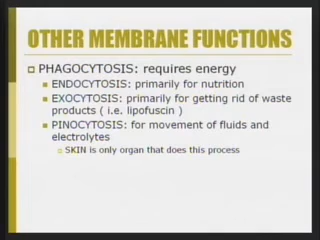 OTHER MEMBRANE FUNCTIONS
PHAGOCYTOSIS: requires energy
ENDOCYTOSIS: primarily for nutrition
EXOCYTOSIS: primarily for getting rid of waste
products ( i.e. lipofuscin )
PINOCYTOSIS: for movement of fluids and
electrolytes
SKIN is only organ that does this process